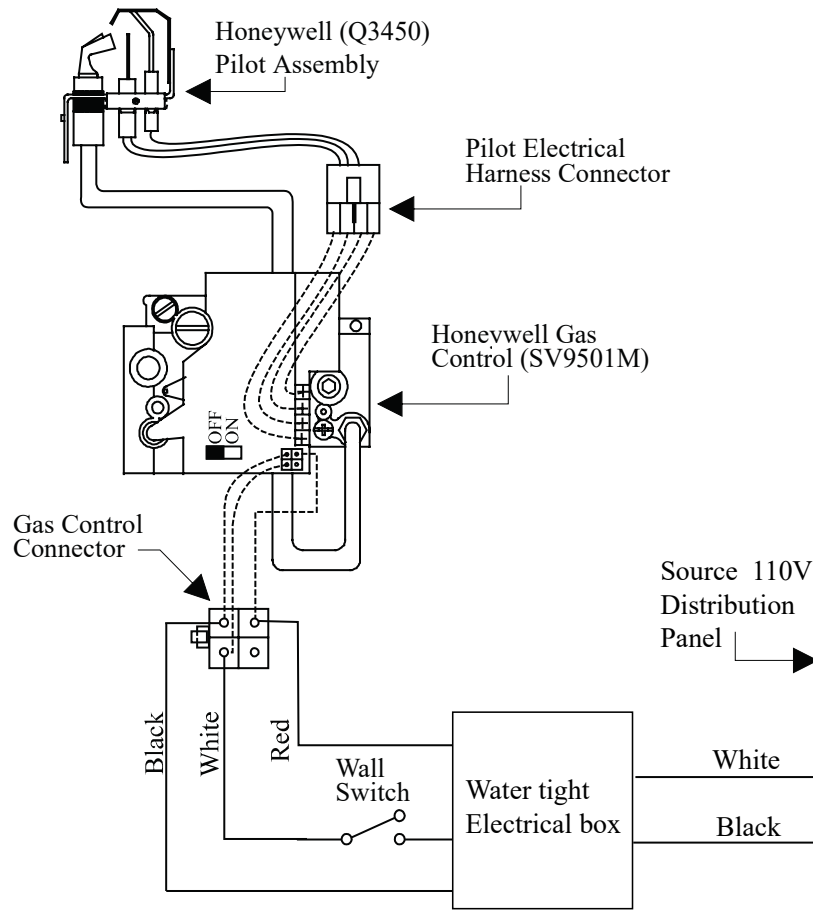 Honeywell (Q3450)
Pilot Assembly
Pilot Electrical
Harness Connector
Honeywell Gas
Control (SV9501M)
OFF
ON
Gas Control
Connector
Source 110V
Distribution
Panel
Black
White
Red
Wall
Switch
Water tight
Electrical box
White
Black